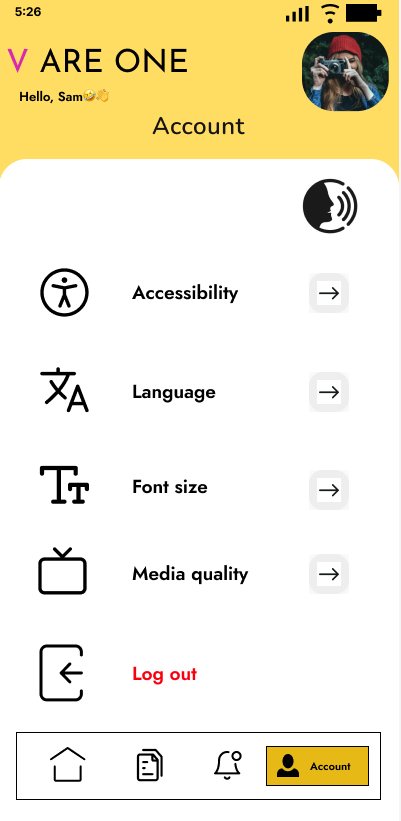 5:26
V ARE ONE
Hello, Sam🤣👏
Account
Accessibility
Language
Font size
Media quality
Log out
Account